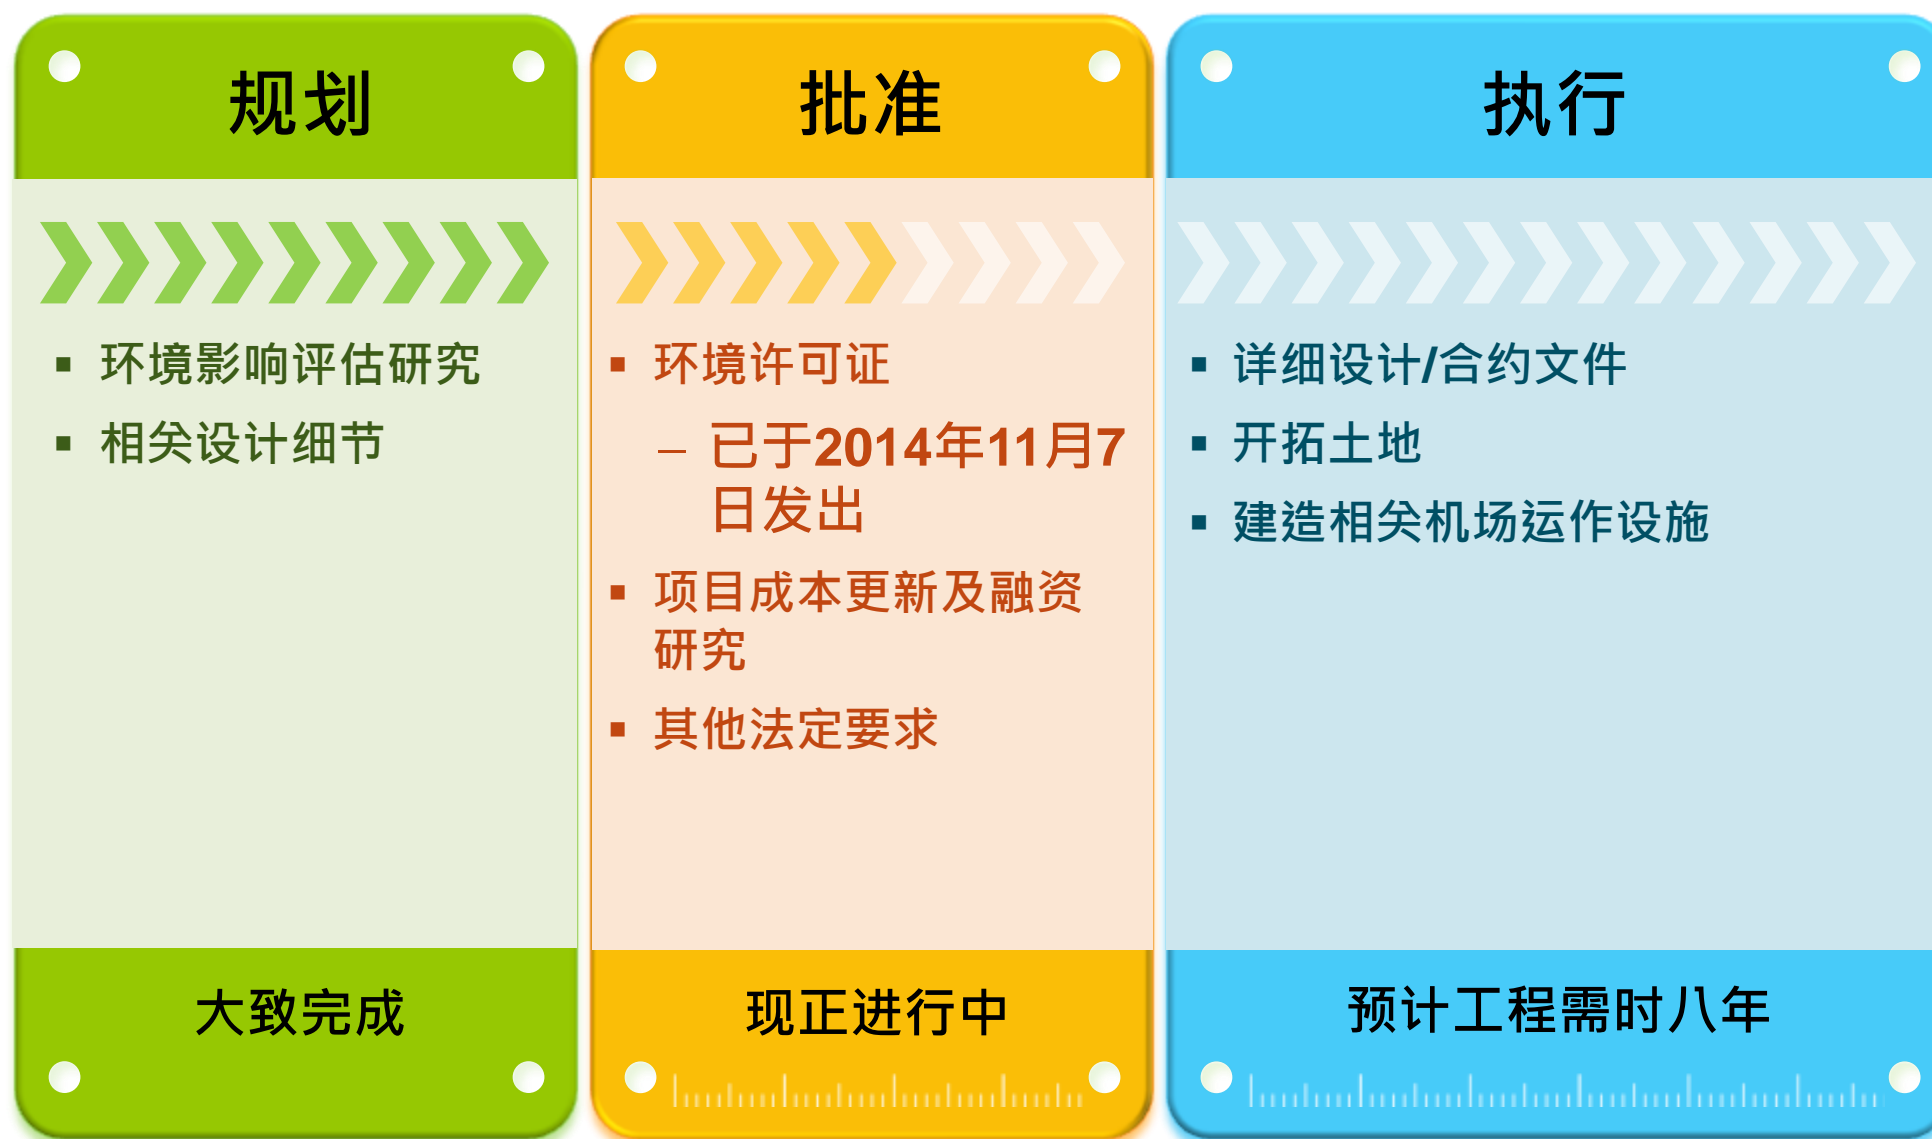 规划
▪ 环境影响评估研究
▪ 相关设计细节
大致完成
批准
▪ 环境许可证
– 已于2014年11月7
日发出
▪ 项目成本更新及融资
研究
▪ 其他法定要求
现正进行中
执行
▪ 详细设计/合约文件
▪ 开拓土地
▪ 建造相关机场运作设施
预计工程需时八年